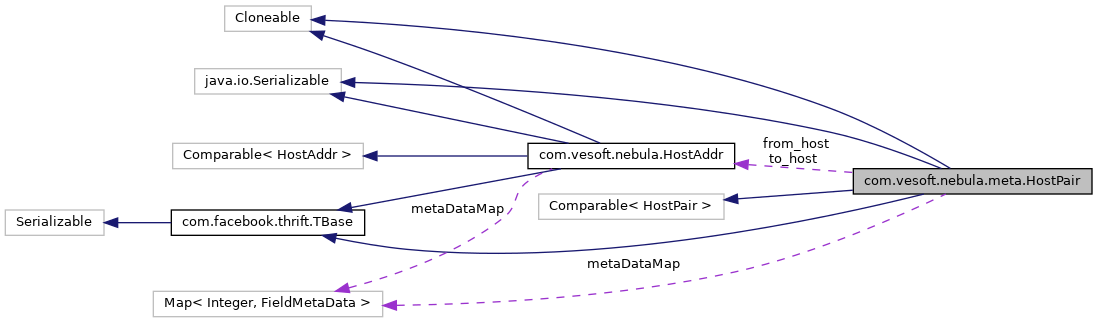 Cloneable
java.io.Serializable
Comparable< HostAddr >
com.vesoft.nebula.HostAddr
from_host
to_host
com.vesoft.nebula.meta.HostPair
Comparable< HostPair >
Serializable
com.facebook.thrift.TBase
metaDataMap
metaDataMap
Map< Integer, FieldMetaData >